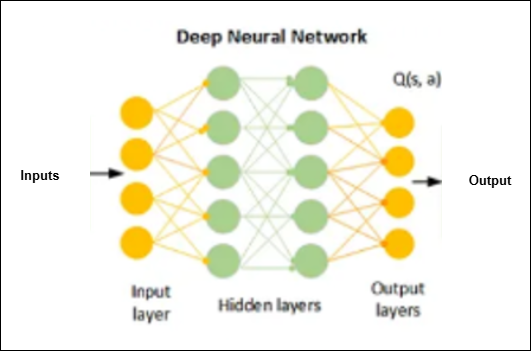 Deep Neural Network
Q(s, a)
Inputs
Output
Input
layer
Hidden layers
Output
layers